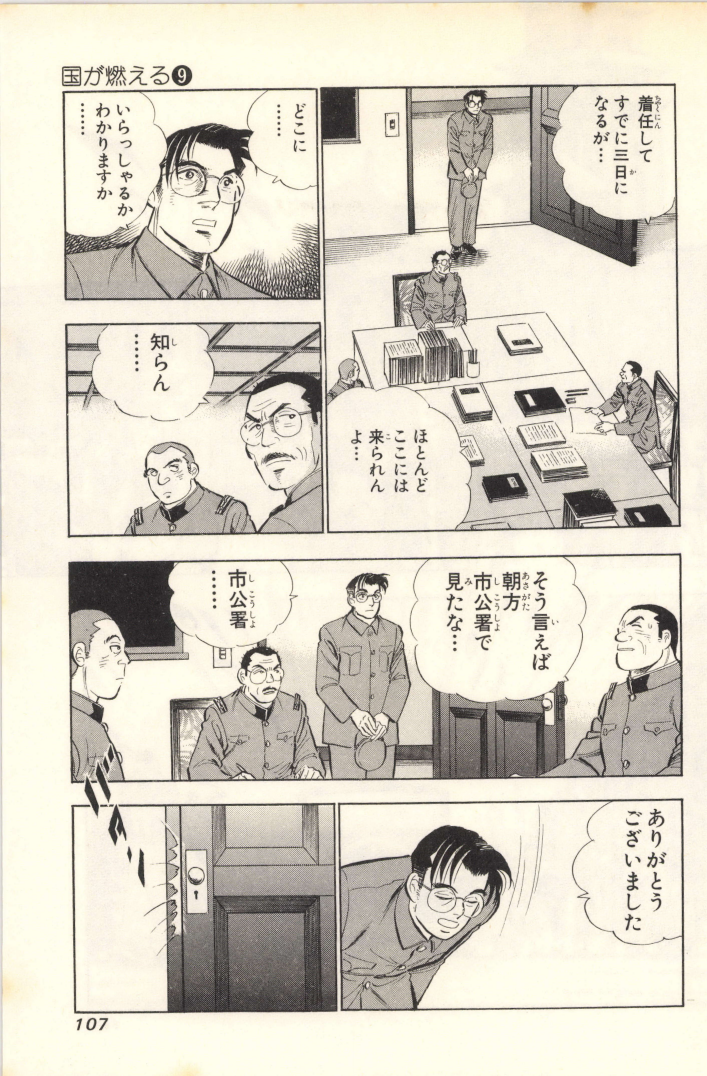 国が燃える❾
着任して
すでに三日に
なるが…
ほとんど
ここには
来られん
よ…
どこに
……
いらっしゃるか
わかりますか
……
知らん
……
そう言えば
朝方
市公署で
見たな…
市公署
……
ありがとう
ございました
バタン
107